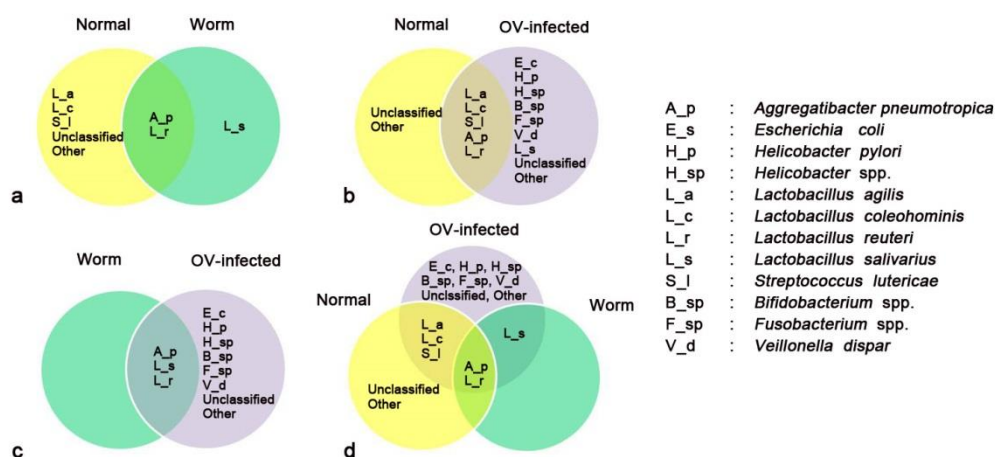 Normal Worm
L_a
L_c
S_l
Unclassified
Other
A_p
L_r
L_s
a
Normal OV-infected
Unclassified
Other
L_a
L_c
S_l
A_p
L_r
E_c
H_p
H_sp
B_sp
F_sp
V_d
L_s
Unclassified
Other
b
Worm OV-infected
A_p
L_s
L_r
E_c
H_p
H_sp
B_sp
F_sp
V_d
Unclassified
Other
c
OV-infected
Normal
Worm
E_c, H_p, H_sp
B_sp, F_sp, V_d
Unclissified, Other
L_a
L_c
S_l
L_s
A_p
L_r
Unclassified
Other
d
A_p : Aggregatibacter pneumotropica
E_s : Escherichia coli
H_p : Helicobacter pylori
H_sp : Helicobacter spp.
L_a : Lactobacillus agilis
L_c : Lactobacillus coleohominis
L_r : Lactobacillus reuteri
L_s : Lactobacillus salivarius
S_l : Streptococcus lutericae
B_sp : Bifidobacterium spp.
F_sp : Fusobacterium spp.
V_d : Veillonella dispar